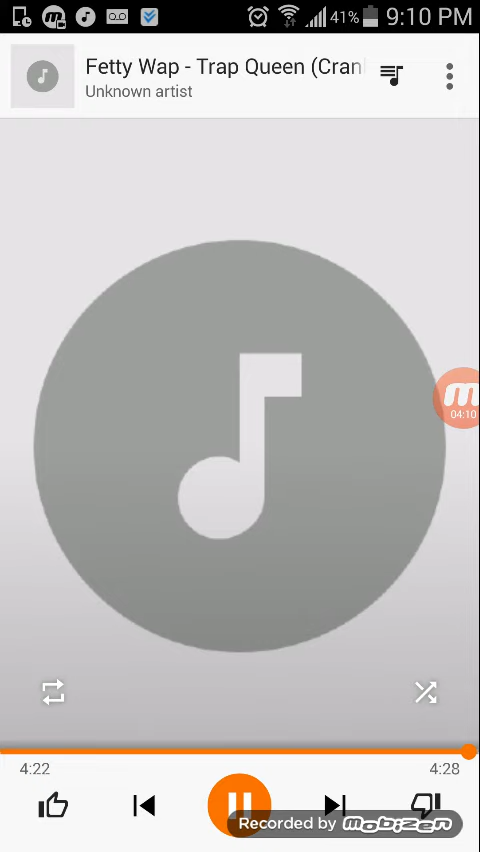 41% 9:10 PM
Fetty Wap - Trap Queen (Cran
Unknown artist
04:10
4:22 4:28
Recorded by mobizen